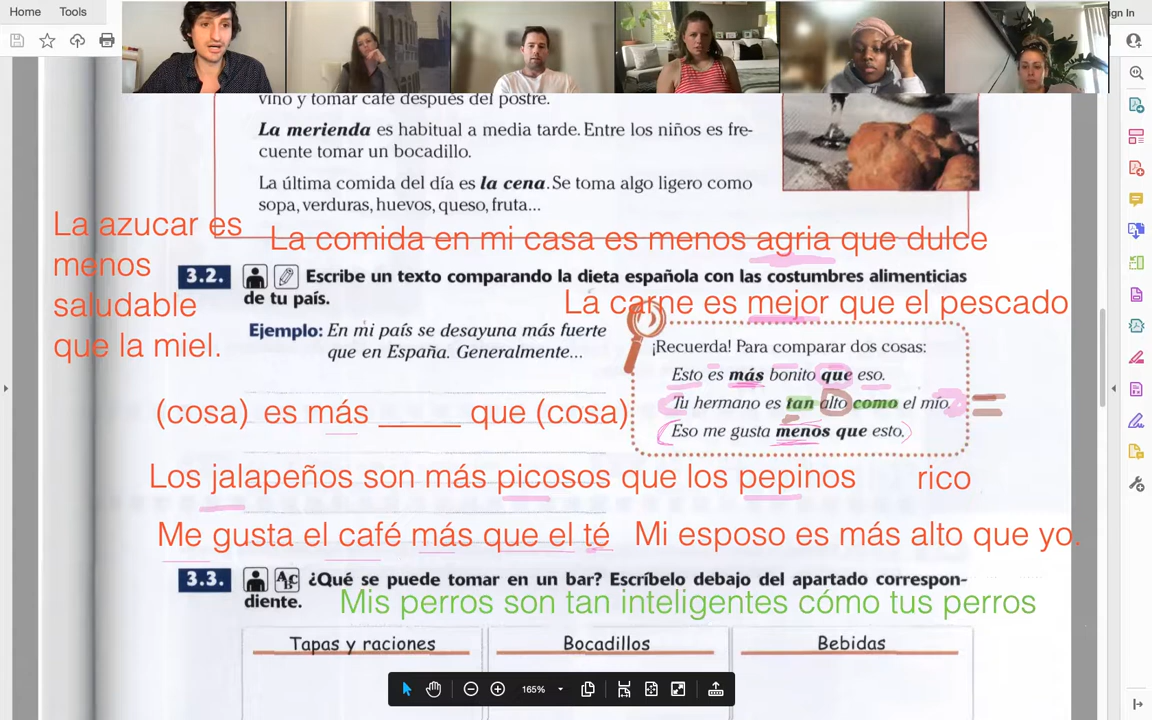 Home Tools
gn In
vino y tomar café después del postre.
La merienda es habitual a media tarde. Entre los niños es fre-
cuente tomar un bocadillo.
La última comida del día es la cena. Se toma algo ligero como
sopa, verduras, huevos, queso, fruta...
La azucar es
menos
saludable
que la miel.
La comida en mi casa es menos agria que dulce
3.2. Escribe un texto comparando la dieta española con las costumbres alimenticias
de tu país.
La carne es mejor que el pescado
Ejemplo: En mi país se desayuna más fuerte
que en España. Generalmente...
¡Recuerda! Para comparar dos cosas:
Esto es más bonito que eso.
Tu hermano es tan alto como el mío
Eso me gusta menos que esto.
(cosa) es más _____ que (cosa)
Los jalapeños son más picosos que los pepinos
rico
Me gusta el café más que el té
Mi esposo es más alto que yo.
3.3. ABC ¿Qué se puede tomar en un bar? Escríbelo debajo del apartado correspon-
diente.
Mis perros son tan inteligentes cómo tus perros
Tapas y raciones
Bocadillos
Bebidas
165%